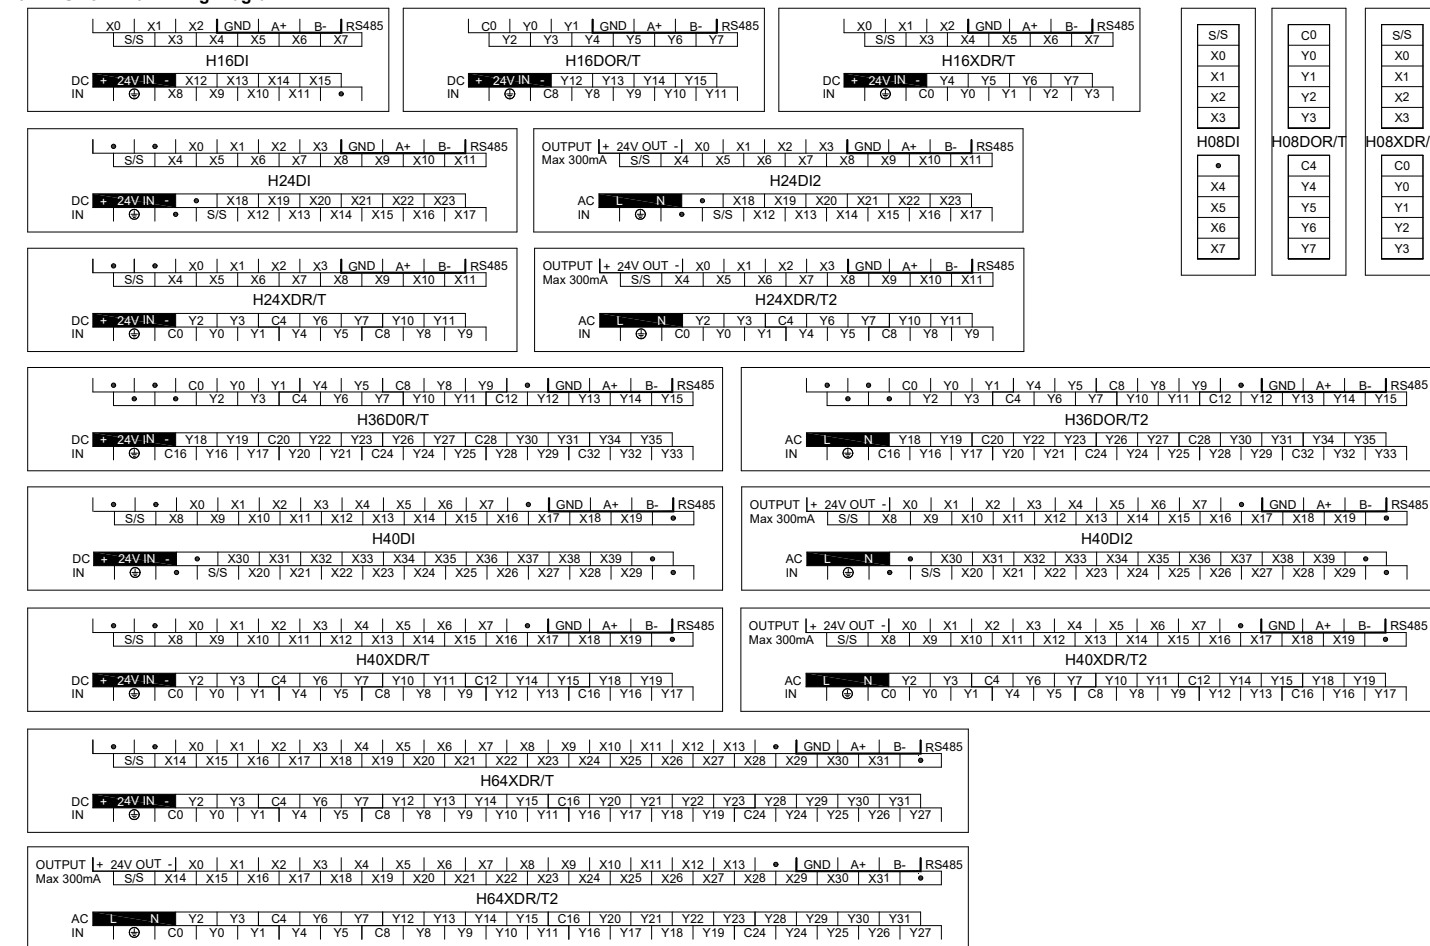 X0 X1 X2 GND A+ B- RS485
S/S X3 X4 X5 X6 X7
H16DI
DC + 24V IN - X12 X13 X14 X15
IN X8 X9 X10 X11 •
C0 Y0 Y1 GND A+ B- RS485
Y2 Y3 Y4 Y5 Y6 Y7
H16DOR/T
DC + 24V IN - Y12 Y13 Y14 Y15
IN C8 Y8 Y9 Y10 Y11
X0 X1 X2 GND A+ B- RS485
S/S X3 X4 X5 X6 X7
H16XDR/T
DC + 24V IN - Y4 Y5 Y6 Y7
IN C0 Y0 Y1 Y2 Y3
S/S
X0
X1
X2
X3
H08DI
•
X4
X5
X6
X7
C0
Y0
Y1
Y2
Y3
H08DOR/T
C4
Y4
Y5
Y6
Y7
S/S
X0
X1
X2
X3
H08XDR/
C0
Y0
Y1
Y2
Y3
• • X0 X1 X2 X3 GND A+ B- RS485
S/S X4 X5 X6 X7 X8 X9 X10 X11
H24DI
DC + 24V IN - • X18 X19 X20 X21 X22 X23
IN • S/S X12 X13 X14 X15 X16 X17
OUTPUT + 24V OUT - X0 X1 X2 X3 GND A+ B- RS485
Max 300mA S/S X4 X5 X6 X7 X8 X9 X10 X11
H24DI2
AC L N • X18 X19 X20 X21 X22 X23
IN • S/S X12 X13 X14 X15 X16 X17
• • X0 X1 X2 X3 GND A+ B- RS485
S/S X4 X5 X6 X7 X8 X9 X10 X11
H24XDR/T
DC + 24V IN - Y2 Y3 C4 Y6 Y7 Y10 Y11
IN C0 Y0 Y1 Y4 Y5 C8 Y8 Y9
OUTPUT + 24V OUT - X0 X1 X2 X3 GND A+ B- RS485
Max 300mA S/S X4 X5 X6 X7 X8 X9 X10 X11
H24XDR/T2
AC L N Y2 Y3 C4 Y6 Y7 Y10 Y11
IN C0 Y0 Y1 Y4 Y5 C8 Y8 Y9
• • C0 Y0 Y1 Y4 Y5 C8 Y8 Y9 • GND A+ B- RS485
• • Y2 Y3 C4 Y6 Y7 Y10 Y11 C12 Y12 Y13 Y14 Y15
H36D0R/T
DC + 24V IN - Y18 Y19 C20 Y22 Y23 Y26 Y27 C28 Y30 Y31 Y34 Y35
IN C16 Y16 Y17 Y20 Y21 C24 Y24 Y25 Y28 Y29 C32 Y32 Y33
• • C0 Y0 Y1 Y4 Y5 C8 Y8 Y9 • GND A+ B- RS485
• • Y2 Y3 C4 Y6 Y7 Y10 Y11 C12 Y12 Y13 Y14 Y15
H36DOR/T2
AC L N Y18 Y19 C20 Y22 Y23 Y26 Y27 C28 Y30 Y31 Y34 Y35
IN C16 Y16 Y17 Y20 Y21 C24 Y24 Y25 Y28 Y29 C32 Y32 Y33
• • X0 X1 X2 X3 X4 X5 X6 X7 • GND A+ B- RS485
S/S X8 X9 X10 X11 X12 X13 X14 X15 X16 X17 X18 X19 •
H40DI
DC + 24V IN - • X30 X31 X32 X33 X34 X35 X36 X37 X38 X39 •
IN • S/S X20 X21 X22 X23 X24 X25 X26 X27 X28 X29 •
OUTPUT + 24V OUT - X0 X1 X2 X3 X4 X5 X6 X7 • GND A+ B- RS485
Max 300mA S/S X8 X9 X10 X11 X12 X13 X14 X15 X16 X17 X18 X19 •
H40DI2
AC L N • X30 X31 X32 X33 X34 X35 X36 X37 X38 X39 •
IN • S/S X20 X21 X22 X23 X24 X25 X26 X27 X28 X29 •
• • X0 X1 X2 X3 X4 X5 X6 X7 • GND A+ B- RS485
S/S X8 X9 X10 X11 X12 X13 X14 X15 X16 X17 X18 X19 •
H40XDR/T
DC + 24V IN - Y2 Y3 C4 Y6 Y7 Y10 Y11 C12 Y14 Y15 Y18 Y19
IN C0 Y0 Y1 Y4 Y5 C8 Y8 Y9 Y12 Y13 C16 Y16 Y17
OUTPUT + 24V OUT - X0 X1 X2 X3 X4 X5 X6 X7 • GND A+ B- RS485
Max 300mA S/S X8 X9 X10 X11 X12 X13 X14 X15 X16 X17 X18 X19 •
H40XDR/T2
AC L N Y2 Y3 C4 Y6 Y7 Y10 Y11 C12 Y14 Y15 Y18 Y19
IN C0 Y0 Y1 Y4 Y5 C8 Y8 Y9 Y12 Y13 C16 Y16 Y17
• • X0 X1 X2 X3 X4 X5 X6 X7 X8 X9 X10 X11 X12 X13 • GND A+ B- RS485
S/S X14 X15 X16 X17 X18 X19 X20 X21 X22 X23 X24 X25 X26 X27 X28 X29 X30 X31 •
H64XDR/T
DC + 24V IN - Y2 Y3 C4 Y6 Y7 Y12 Y13 Y14 Y15 C16 Y20 Y21 Y22 Y23 Y28 Y29 Y30 Y31
IN C0 Y0 Y1 Y4 Y5 C8 Y8 Y9 Y10 Y11 Y16 Y17 Y18 Y19 C24 Y24 Y25 Y26 Y27
OUTPUT + 24V OUT - X0 X1 X2 X3 X4 X5 X6 X7 X8 X9 X10 X11 X12 X13 • GND A+ B- RS485
Max 300mA S/S X14 X15 X16 X17 X18 X19 X20 X21 X22 X23 X24 X25 X26 X27 X28 X29 X30 X31 •
H64XDR/T2
AC L N Y2 Y3 C4 Y6 Y7 Y12 Y13 Y14 Y15 C16 Y20 Y21 Y22 Y23 Y28 Y29 Y30 Y31
IN C0 Y0 Y1 Y4 Y5 C8 Y8 Y9 Y10 Y11 Y16 Y17 Y18 Y19 C24 Y24 Y25 Y26 Y27